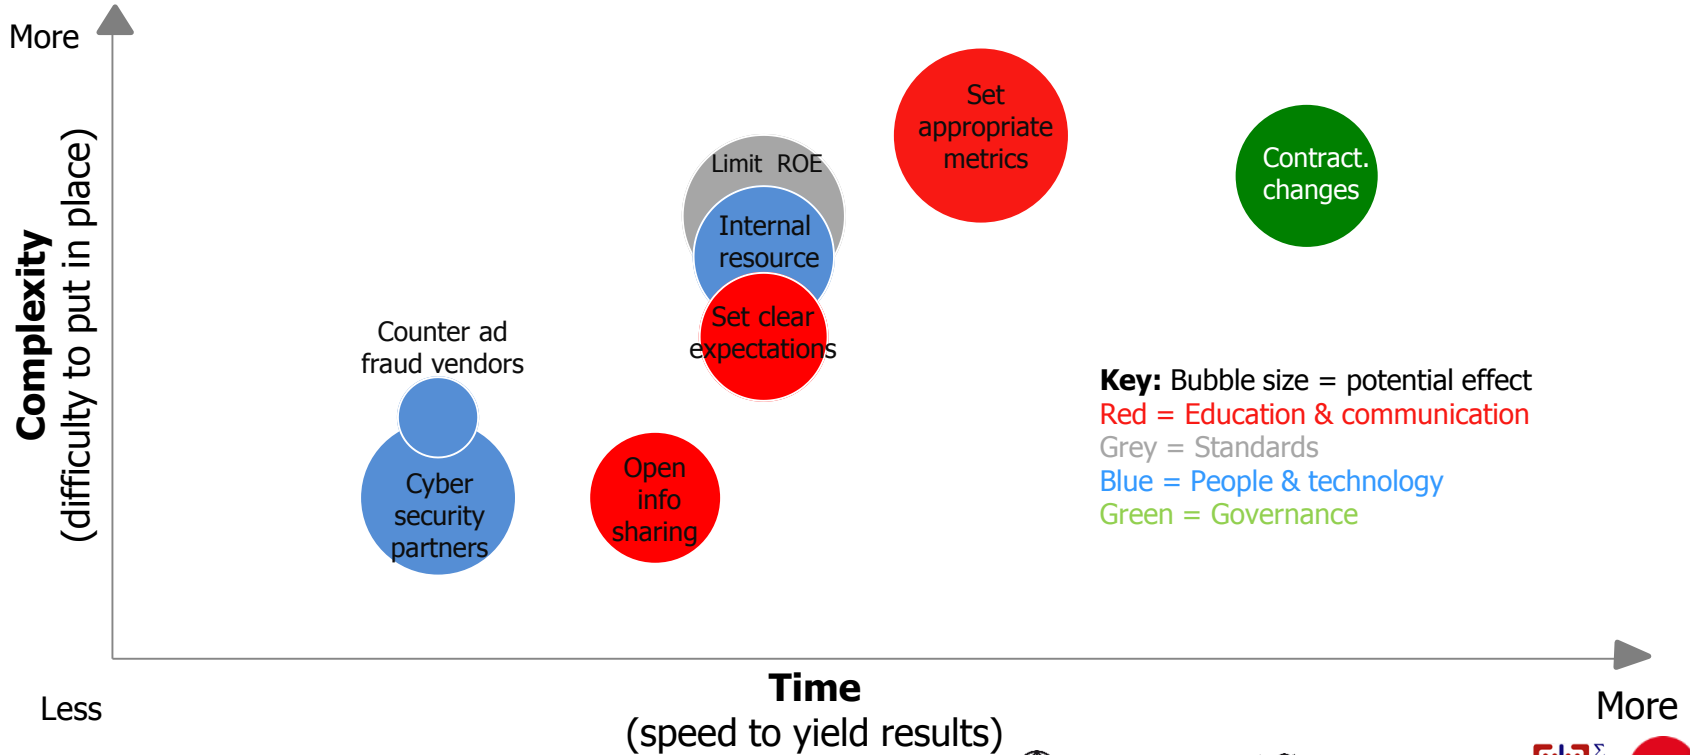 More
Complexity
(difficulty to put in place)
Set
appropriate
metrics
Contract.
changes
Limit ROE
Internal
resource
Set clear
expectations
Counter ad
fraud vendors
Cyber
security
partners
Open
info
sharing
Key: Bubble size = potential effect
Red = Education & communication
Grey = Standards
Blue = People & technology
Green = Governance
Less
Time
(speed to yield results)
More